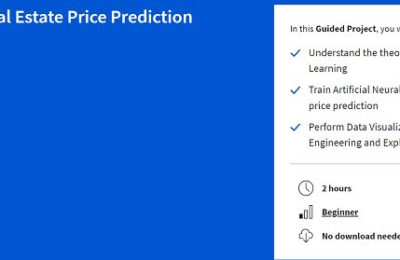 al Estate Price Prediction
In this Guided Project, you w
Understand the theo
Learning
Train Artificial Neural
price prediction
Perform Data Visualiz
Engineering and Expl
2 hours
Beginner
No download neede